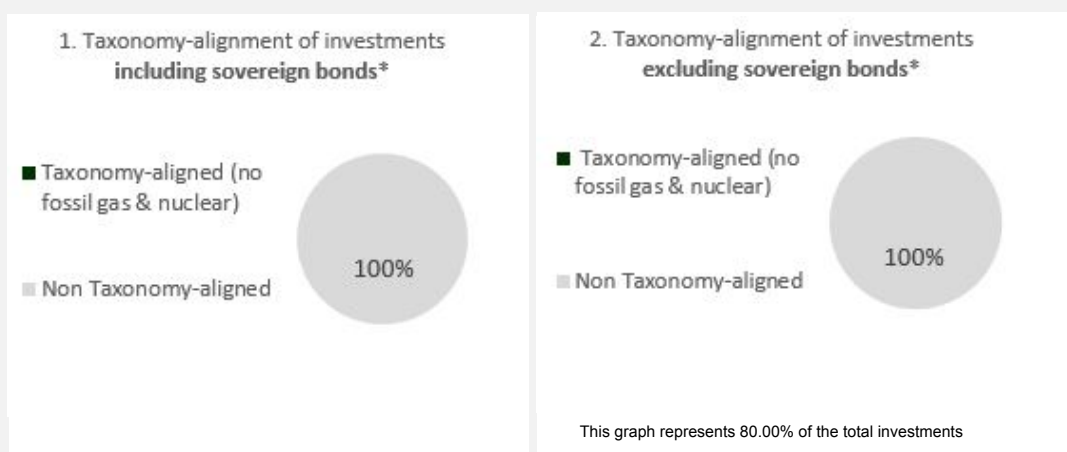 1. Taxonomy-alignment of investments
including sovereign bonds*
Taxonomy-aligned (no
fossil gas & nuclear)
100%
Non Taxonomy-aligned
2. Taxonomy-alignment of investments
excluding sovereign bonds*
Taxonomy-aligned (no
fossil gas & nuclear)
100%
Non Taxonomy-aligned
This graph represents 80.00% of the total investments